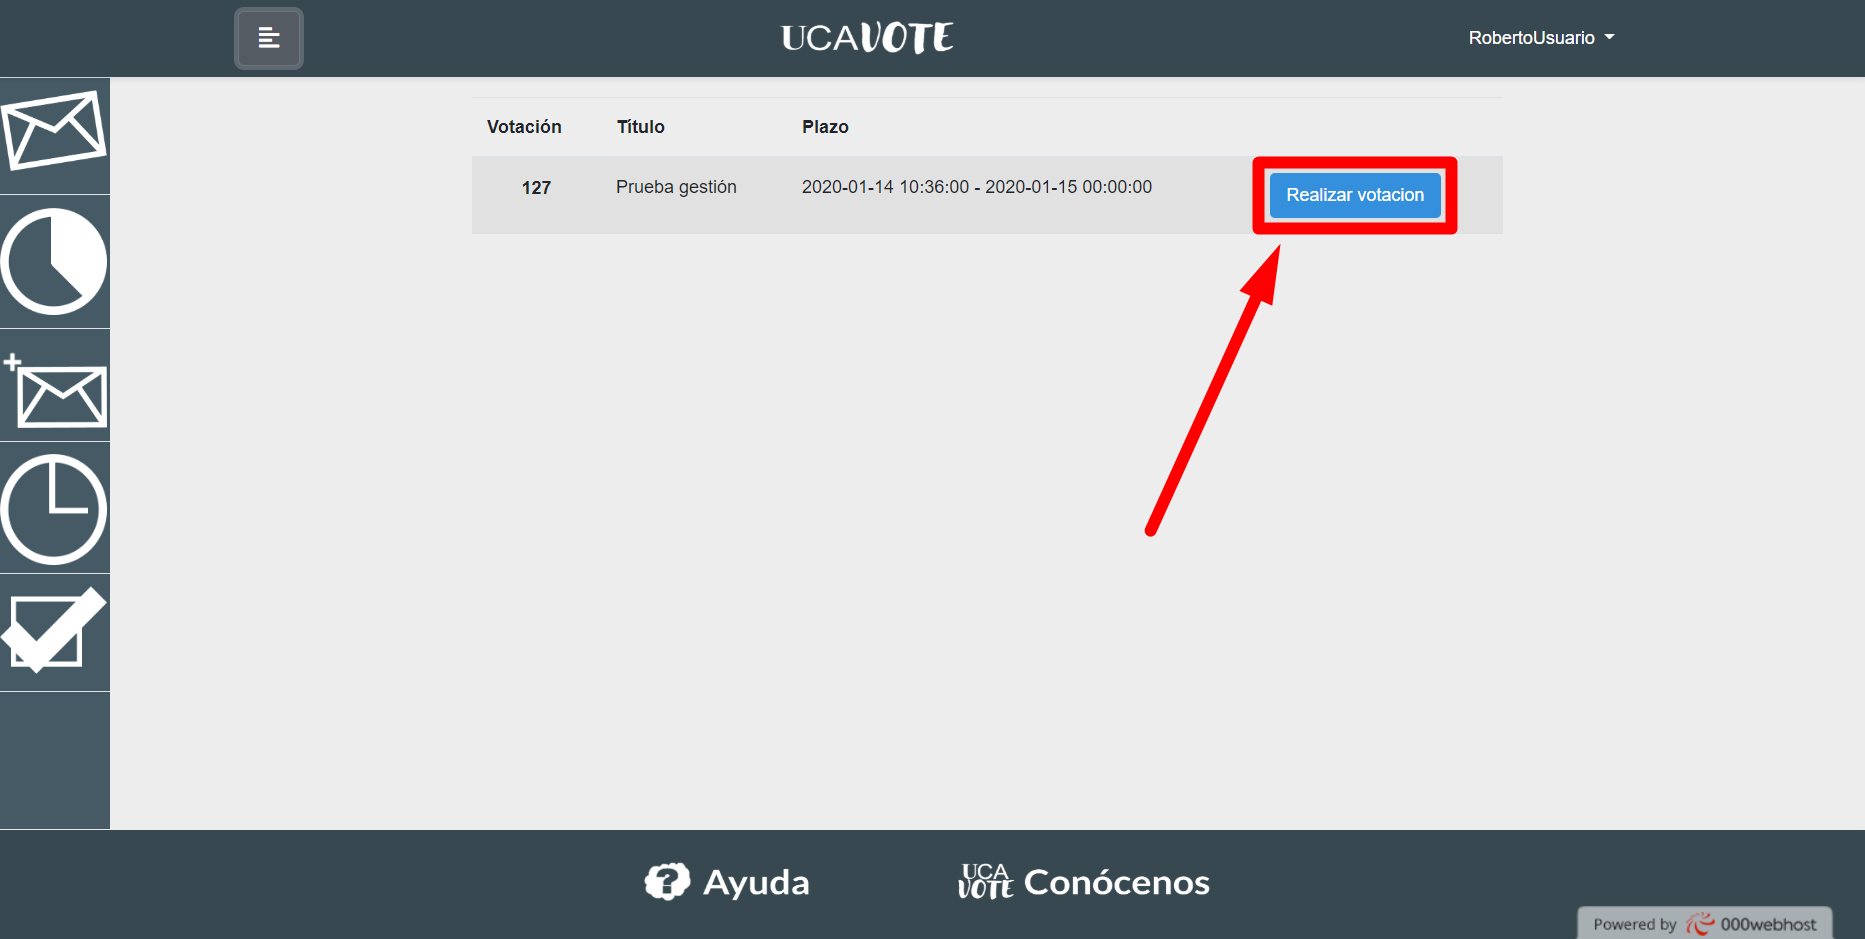 UCAVOTE
RobertoUsuario
Votación Título Plazo
127 Prueba gestión 2020-01-14 10:36:00 - 2020-01-15 00:00:00 Realizar votacion
? Ayuda
UCA
VOTE
Conócenos
Powered by 000webhost